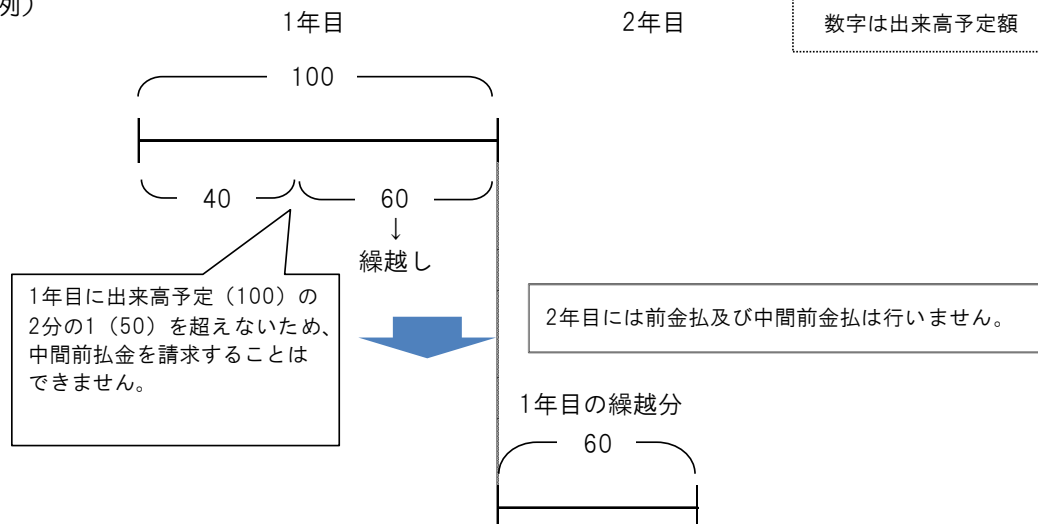 列）
1年目
2年目
数字は出来高予定額
100
40
60
↓
繰越し
1年目に出来高予定（100）の
2分の1（50）を超えないため、
中間前払金を請求することは
できません。
2年目には前金払及び中間前金払は行いません。
1年目の繰越分
60